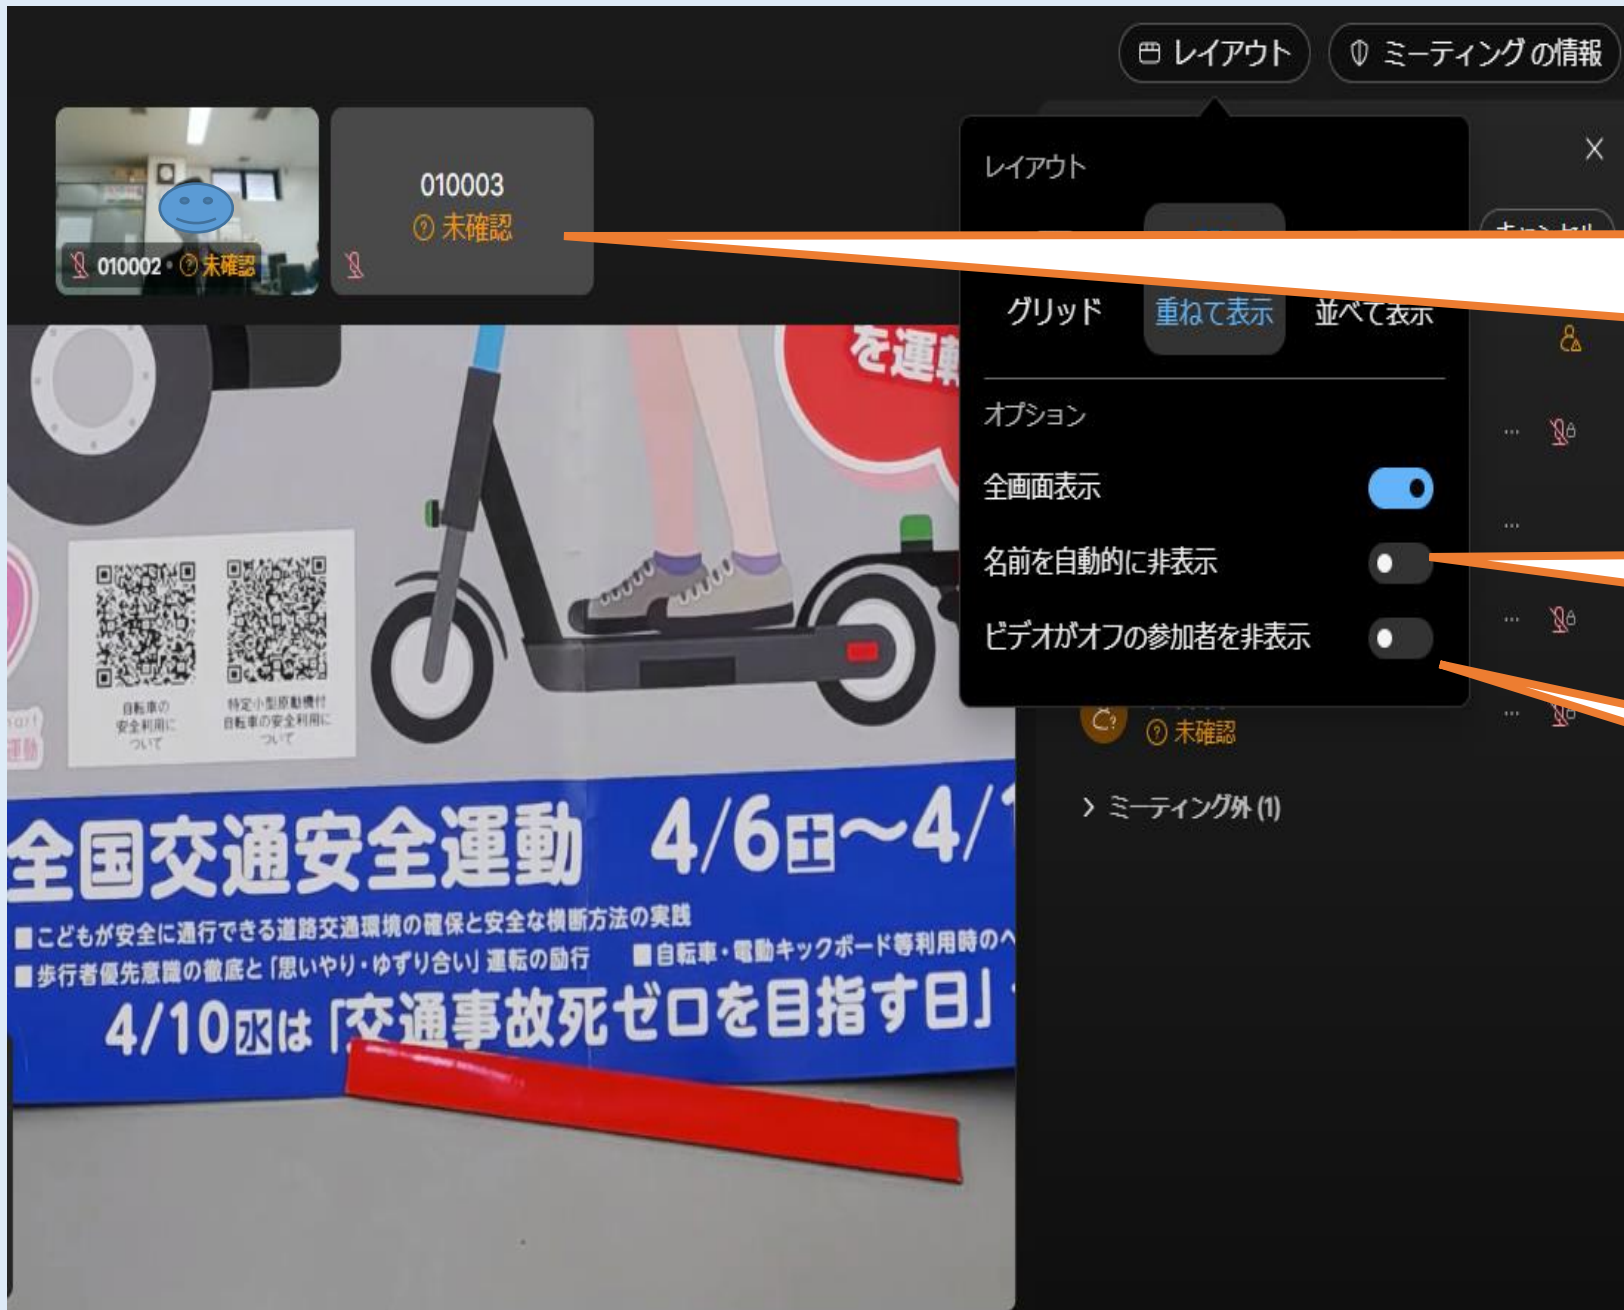 レイアウト
ミーティング の情報
010003
未確認
010002・未確認
レイアウト
グリッド
重ねて表示
並べて表示
オプション
全画面表示
名前を自動的に非表示
ビデオがオフの参加者を非表示
未確認
ミーティング外 (1)
を運
自転車の
安全利用に
ついて
特定小型原動機付
自転車の安全利用に
ついて
全国交通安全運動 4/6土～4/1
■こどもが安全に通行できる道路交通環境の確保と安全な横断方法の実践
■歩行者優先意識の徹底と「思いやり・ゆずり合い」運転の励行 ■自転車・電動キックボード等利用時のヘ
4/10水は「交通事故死ゼロを目指す日」